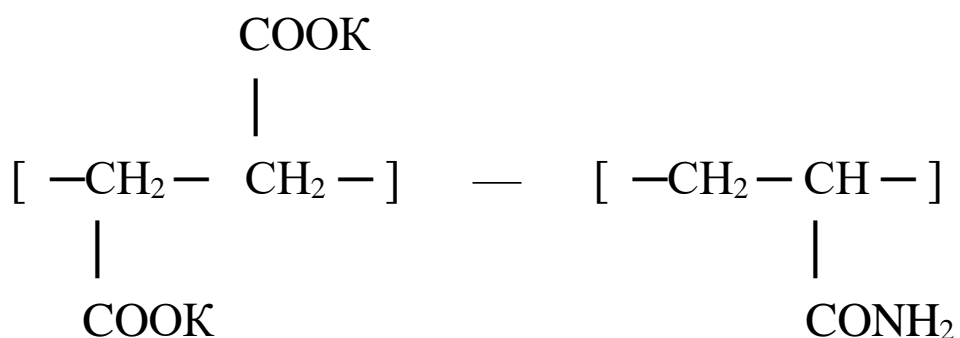 COOK
[ —CH₂— CH₂—] — [ —CH₂—CH—]
COOK CONH₂